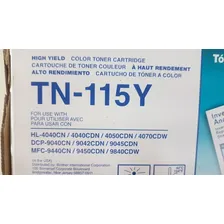 HIGH YIELD COLOR TONER CARTRIDGE
CARTOUCHE DE TONER COULEUR À HAUT RENDEMENT
ALTO RENDIMIENTO CARTUCHO DE TONER A COLOR
TN-115Y
FOR USE WITH
POUR UTILISER AVEC
PARA USAR CON
HL-4040CN / 4040CDN / 4050CDN / 4070CDW
DCP-9040CN / 9042CDN / 9045CDN
MFC-9440CN / 9450CDN / 9840CDW